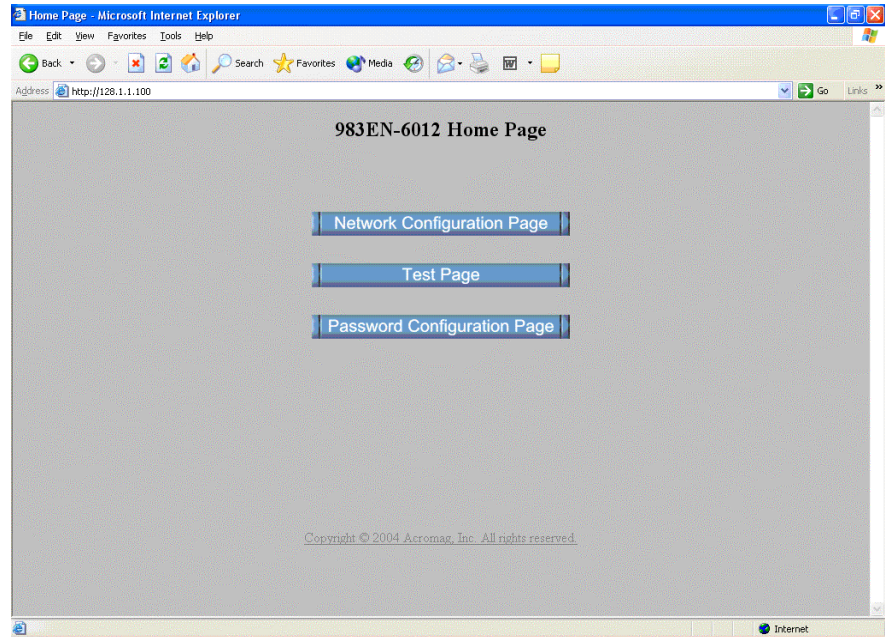 Home Page - Microsoft Internet Explorer
File Edit View Favorites Tools Help
Back Search Favorites Media
Address http://128.1.1.100 Go Links »
983EN-6012 Home Page
Network Configuration Page
Test Page
Password Configuration Page
Copyright © 2004 Acromag, Inc. All rights reserved.
Internet